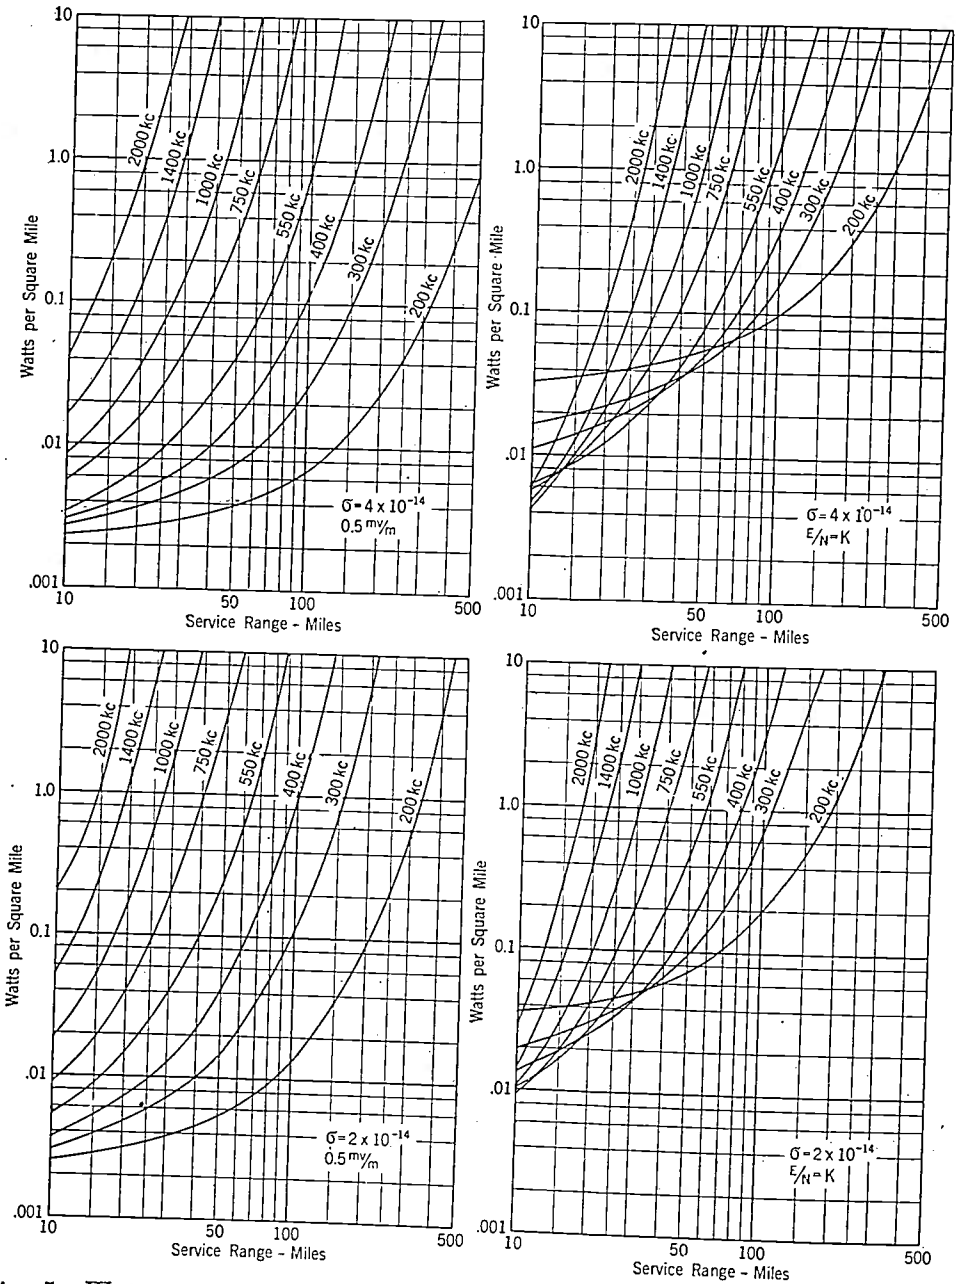 10
1.0
0.1
.01
.001
Watts per Square Mile
2000 kc
1400 kc
1000 kc
750 kc
550 kc
400 kc
300 kc
200 kc
σ = 4 x 10⁻¹⁴
0.5 mv/m
10
50
100
500
Service Range - Miles
10
1.0
0.1
.01
.001
Watts per Square Mile
2000 kc
1400 kc
1000 kc
750 kc
550 kc
400 kc
300 kc
200 kc
σ = 4 x 10⁻¹⁴
E/N = K
10
50
100
500
Service Range - Miles
10
1.0
0.1
.01
.001
Watts per Square Mile
2000 kc
1400 kc
1000 kc
750 kc
550 kc
400 kc
300 kc
200 kc
σ = 2 x 10⁻¹⁴
0.5 mv/m
10
50
100
500
Service Range - Miles
10
1.0
0.1
.01
.001
Watts per Square Mile
2000 kc
1400 kc
1000 kc
750 kc
550 kc
400 kc
300 kc
200 kc
σ = 2 x 10⁻¹⁴
E/N = K
10
50
100
500
Service Range - Miles